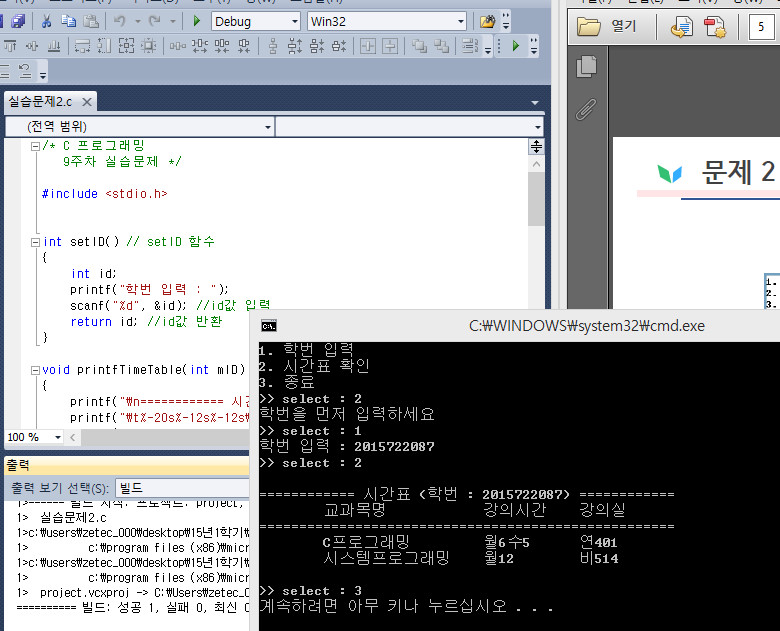 Debug
Win32
열기
5
실습문제2.c
(전역 범위)
/* C 프로그래밍
9주차 실습문제 */
#include <stdio.h>
int setID() // setID 함수
{
int id;
printf("학번 입력 : ");
scanf("%d", &id); //id값 입력
return id; //id값 반환
}
void printfTimeTable(int mID)
{
printf("₩n============ 시간
printf("₩t%-20s%-12s%-12s₩
100 %
출력
출력 보기 선택(S): 빌드
1>------ 빌드 시작: 프로젝트: project,
1> 실습문제2.c
1>c:₩users₩zetec_000₩desktop₩15년1학기₩
1> c:₩program files (x86)₩micr
1>c:₩users₩zetec_000₩desktop₩15년1학기₩
1> c:₩program files (x86)₩micr
1> project.vcxproj -> C:₩Users₩zetec_0
========== 빌드: 성공 1, 실패 0, 최신 0
문제 2
1.
2.
3.
C:₩WINDOWS₩system32₩cmd.exe
1. 학번 입력
2. 시간표 확인
3. 종료
>> select : 2
학번을 먼저 입력하세요
>> select : 1
학번 입력 : 2015722087
>> select : 2
============ 시간표 (학번 : 2015722087) ============
교과목명 강의시간 강의실
=====================================================
C프로그래밍 월6수5 연401
시스템프로그래밍 월12 비514
>> select : 3
계속하려면 아무 키나 누르십시오 . . .